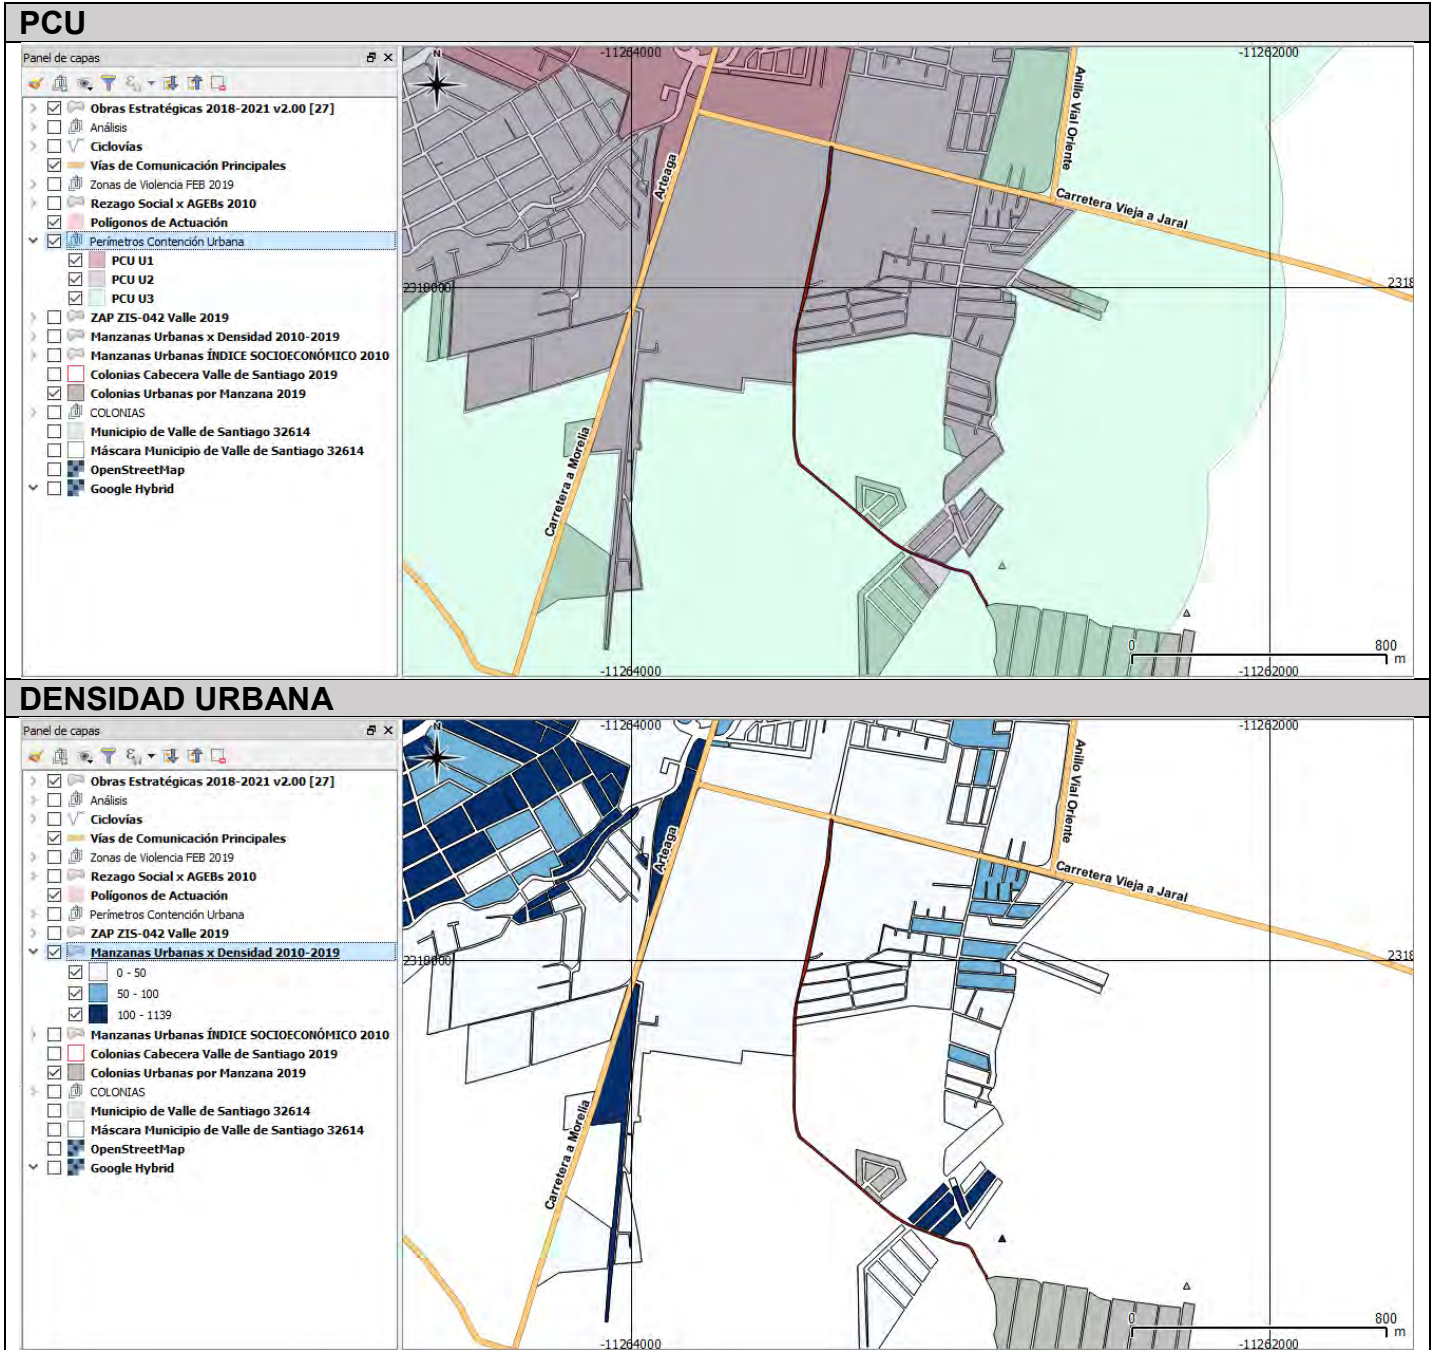 PCU
Panel de capas
Obras Estratégicas 2018-2021 v2.00 [27]
Análisis
Ciclovías
Vías de Comunicación Principales
Zonas de Violencia FEB 2019
Rezago Social x AGEBs 2010
Polígonos de Actuación
Perímetros Contención Urbana
PCU U1
PCU U2
PCU U3
ZAP ZIS-042 Valle 2019
Manzanas Urbanas x Densidad 2010-2019
Manzanas Urbanas ÍNDICE SOCIOECONÓMICO 2010
Colonias Cabecera Valle de Santiago 2019
Colonias Urbanas por Manzana 2019
COLONIAS
Municipio de Valle de Santiago 32614
Máscara Municipio de Valle de Santiago 32614
OpenStreetMap
Google Hybrid
N
-11264000
-11262000
Anillo Vial Oriente
Arteaga
Carretera Vieja a Jaral
2318000
2318
Carretera a Morelia
0
800
m
-11264000
-11262000
DENSIDAD URBANA
Panel de capas
Obras Estratégicas 2018-2021 v2.00 [27]
Análisis
Ciclovías
Vías de Comunicación Principales
Zonas de Violencia FEB 2019
Rezago Social x AGEBs 2010
Polígonos de Actuación
Perímetros Contención Urbana
ZAP ZIS-042 Valle 2019
Manzanas Urbanas x Densidad 2010-2019
0 - 50
50 - 100
100 - 1139
Manzanas Urbanas ÍNDICE SOCIOECONÓMICO 2010
Colonias Cabecera Valle de Santiago 2019
Colonias Urbanas por Manzana 2019
COLONIAS
Municipio de Valle de Santiago 32614
Máscara Municipio de Valle de Santiago 32614
OpenStreetMap
Google Hybrid
N
-11264000
-11262000
Anillo Vial Oriente
Arteaga
Carretera Vieja a Jaral
2318000
2318
Carretera a Morelia
0
800
m
-11264000
-11262000